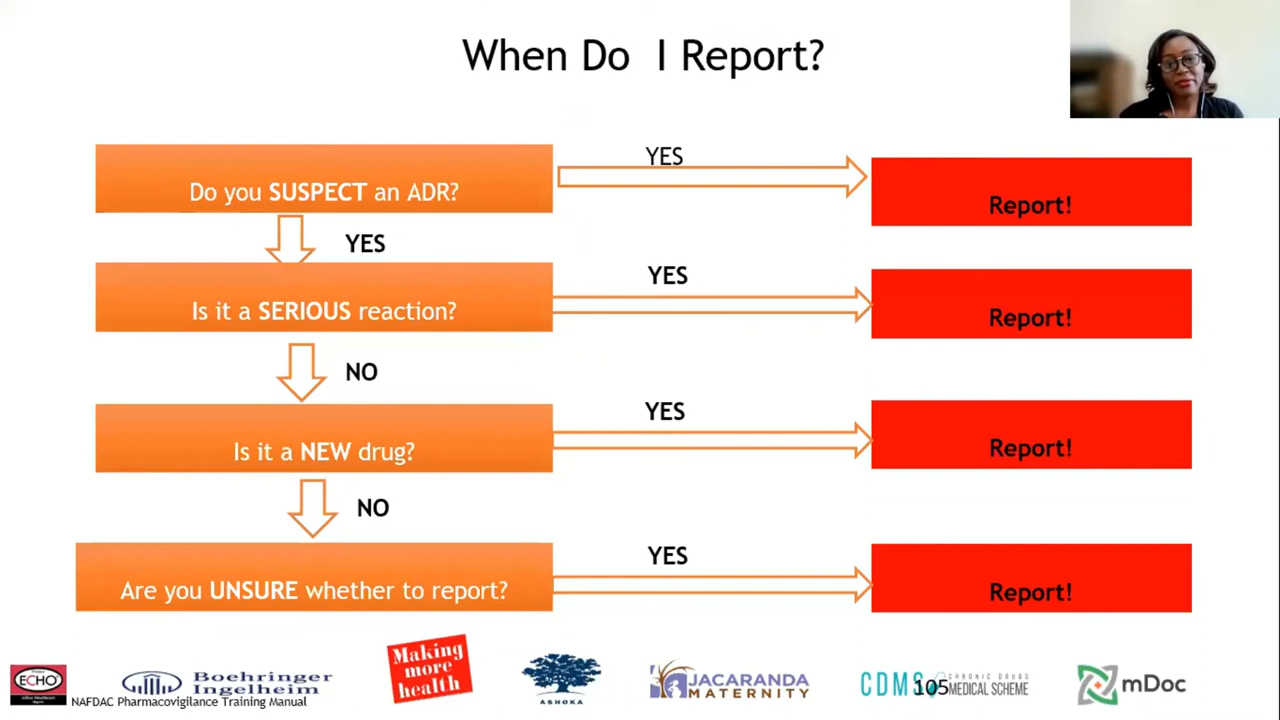 When Do I Report?
Do you SUSPECT an ADR?
YES
Report!
YES
Is it a SERIOUS reaction?
YES
Report!
NO
Is it a NEW drug?
YES
Report!
NO
Are you UNSURE whether to report?
YES
Report!
ECHO
Boehringer
Ingelheim
Making
more
health
ASHOKA
JACARANDA
MATERNITY
CDMS
CHRONIC DRUGS
MEDICAL SCHEME
105
mDoc
NAFDAC Pharmacovigilance Training Manual